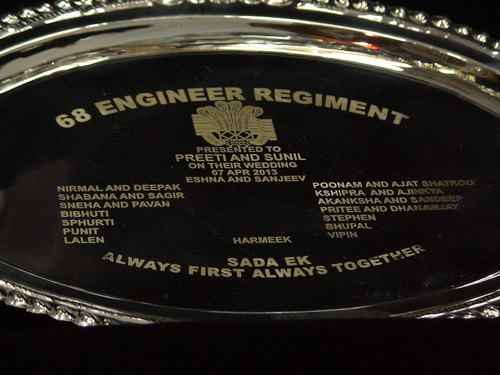 68 ENGINEER REGIMENT
PRESENTED TO
PREETI AND SUNIL
ON THEIR WEDDING
07 APR 2013
ESHNA AND SANJEEV
NIRMAL AND DEEPAK
SHABANA AND SAGIR
SNEHA AND PAVAN
BIBHUTI
SPHURTI
PUNIT
LALEN
HARMEEK
POONAM AND AJAT SHATROO
KSHIPRA AND AJINKYA
AKANKSHA AND SANDEEP
PRITEE AND DHANANJAY
STEPHEN
BHUPAL
VIPIN
SADA EK
ALWAYS FIRST ALWAYS TOGETHER